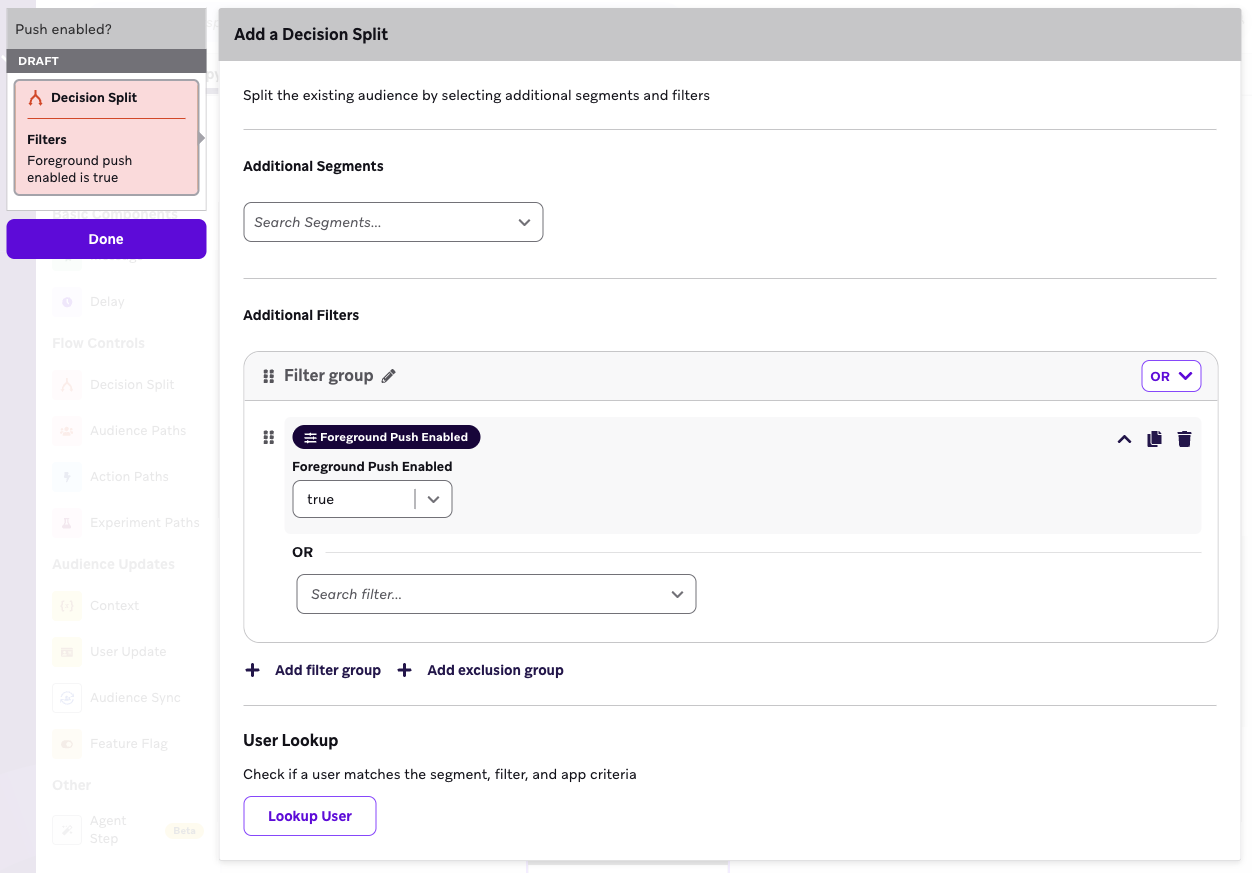 Push enabled?
DRAFT
Decision Split
Filters
Foreground push
enabled is true
Basic Components
Done
Delay
Flow Controls
Decision Split
Audience Paths
Action Paths
Experiment Paths
Audience Updates
Context
User Update
Audience Sync
Feature Flag
Other
Agent
Step
Beta
Add a Decision Split
Split the existing audience by selecting additional segments and filters
Additional Segments
Search Segments...
Additional Filters
Filter group
OR
Foreground Push Enabled
Foreground Push Enabled
true
OR
Search filter...
Add filter group
Add exclusion group
User Lookup
Check if a user matches the segment, filter, and app criteria
Lookup User